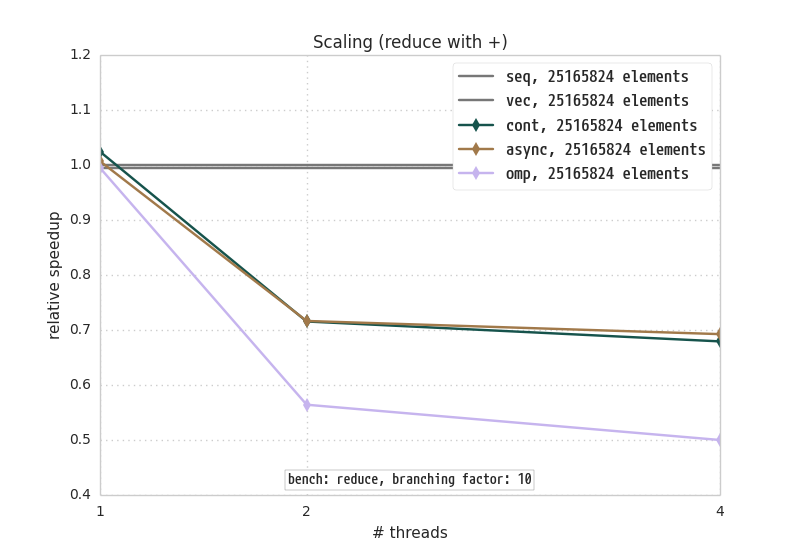 Scaling (reduce with +)
1.2
1.1
1.0
0.9
0.8
0.7
0.6
0.5
0.4
relative speedup
seq, 25165824 elements
vec, 25165824 elements
cont, 25165824 elements
async, 25165824 elements
omp, 25165824 elements
bench: reduce, branching factor: 10
1 2 4
# threads